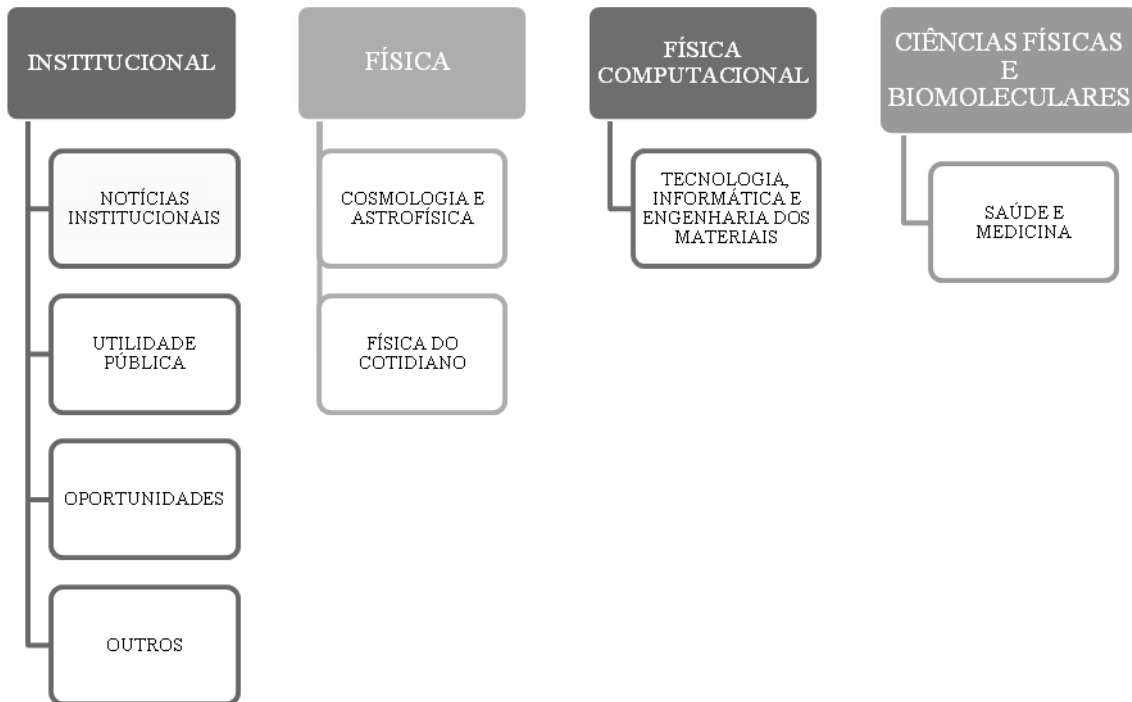 INSTITUCIONAL
NOTÍCIAS
INSTITUCIONAIS
UTILIDADE
PÚBLICA
OPORTUNIDADES
OUTROS
FÍSICA
COSMOLOGIA E
ASTROFÍSICA
FÍSICA DO
COTIDIANO
FÍSICA
COMPUTACIONAL
TECNOLOGIA,
INFORMÁTICA E
ENGENHARIA DOS
MATERIAIS
CIÊNCIAS FÍSICAS
E
BIOMOLECULARES
SAÚDE E
MEDICINA